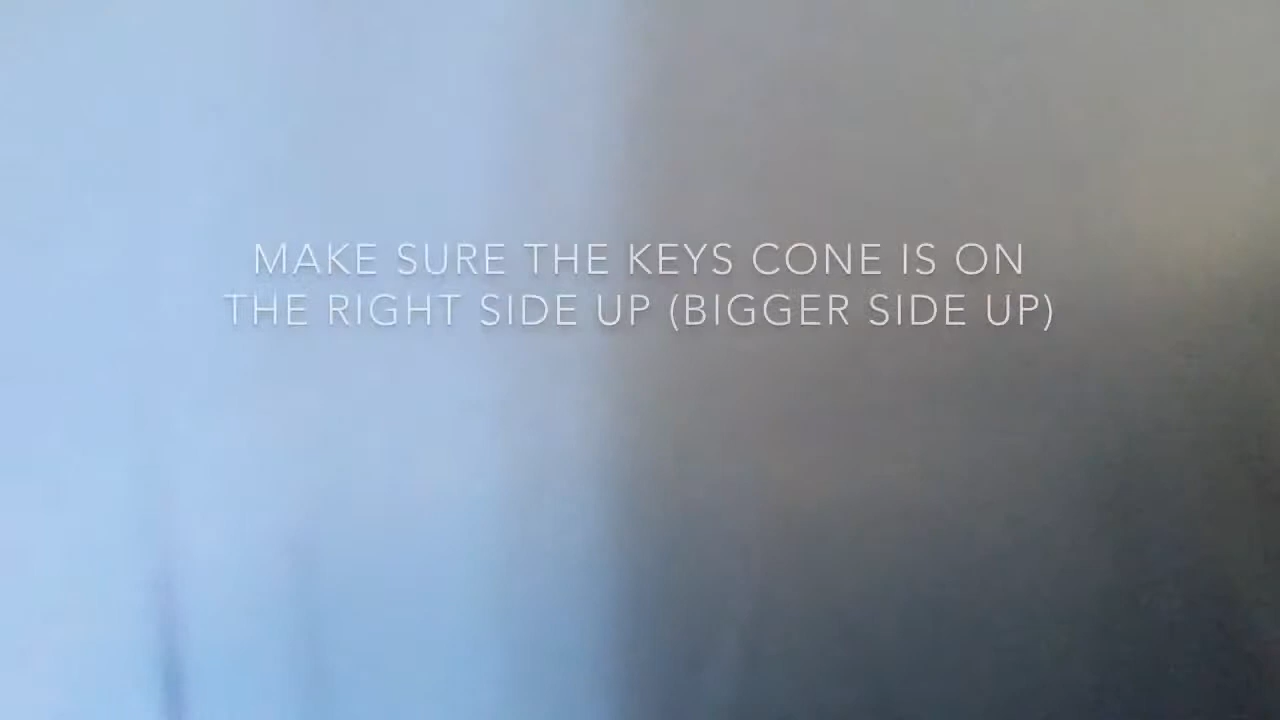 MAKE SURE THE KEYS CONE IS ON
THE RIGHT SIDE UP (BIGGER SIDE UP)